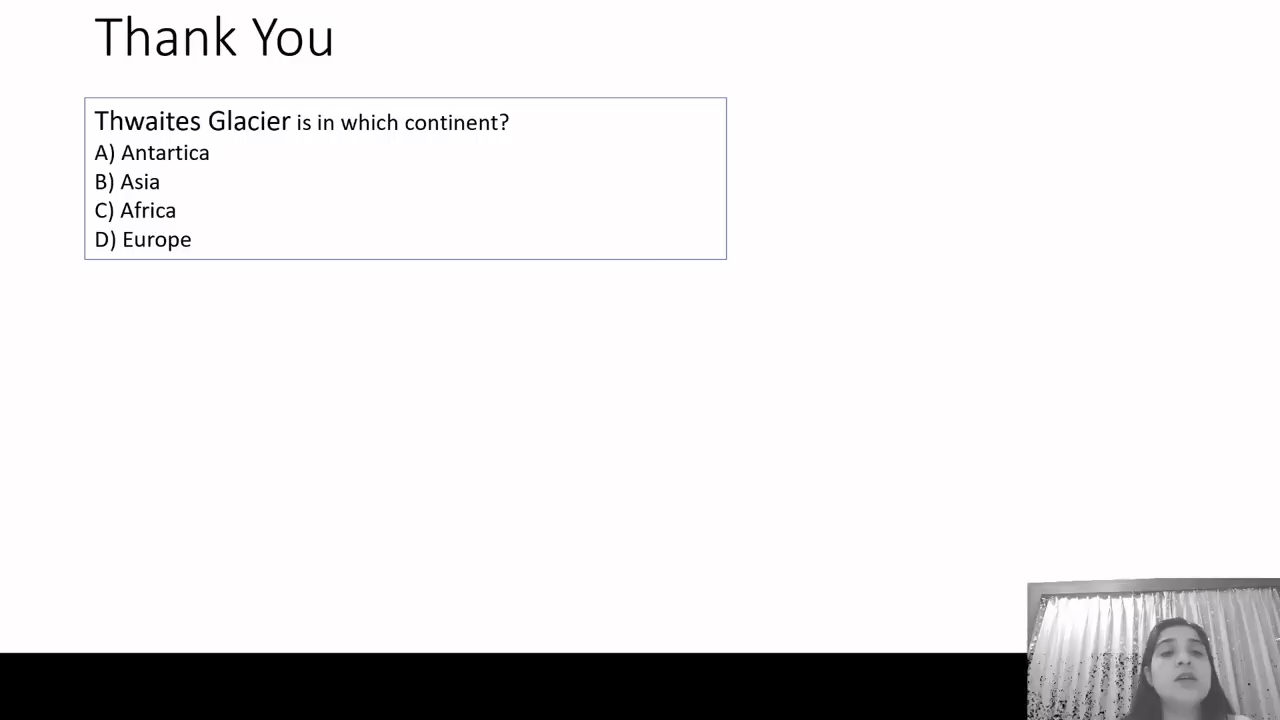 Thank You
Thwaites Glacier is in which continent?
A) Antartica
B) Asia
C) Africa
D) Europe